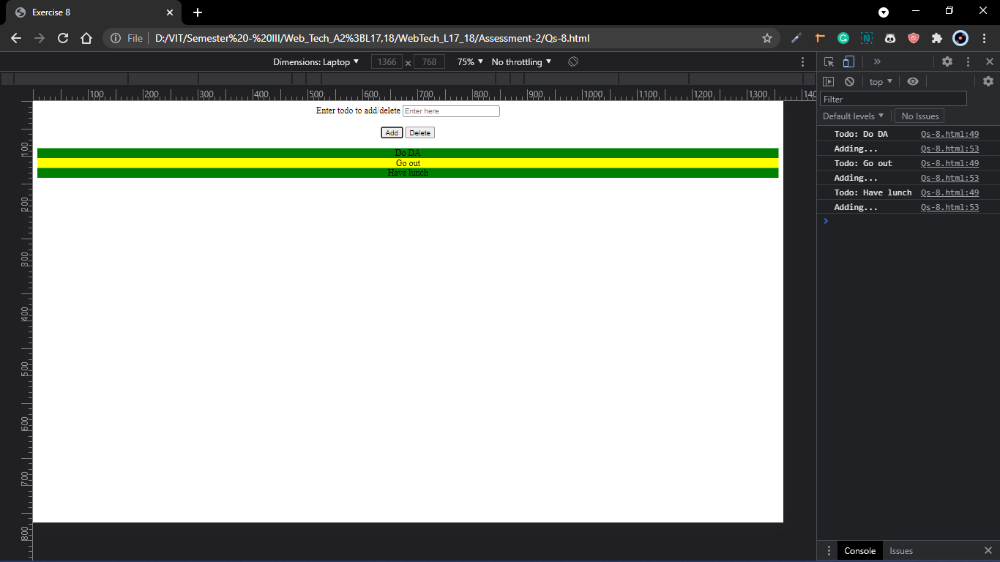 Exercise 8
File D:/VIT/Semester%20-%20III/Web_Tech_A2%3BL17,18/WebTech_L17_18/Assessment-2/Qs-8.html
Dimensions: Laptop 1366 × 768 75% No throttling
100 200 300 400 500 600 700 800 900 1000 1100 1200 1300 140
100
200
300
400
500
600
700
800
Enter todo to add/delete Enter here
Add Delete
Do DA
Go out
Have lunch
top
Filter
Default levels No Issues
Todo: Do DA Qs-8.html:49
Adding... Qs-8.html:53
Todo: Go out Qs-8.html:49
Adding... Qs-8.html:53
Todo: Have lunch Qs-8.html:49
Adding... Qs-8.html:53
Console Issues